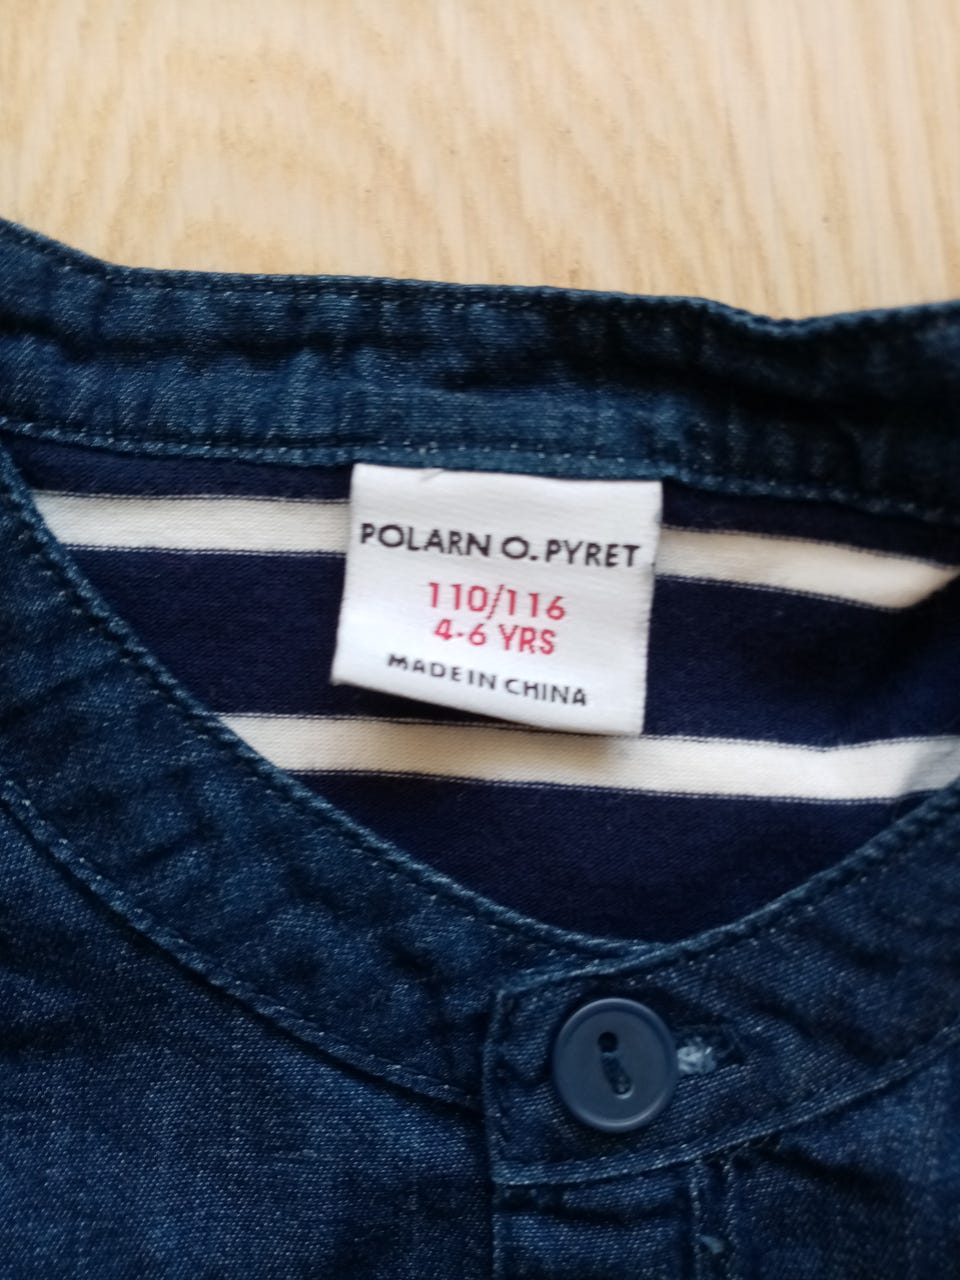 POLARN O. PYRET
110/116
4-6 YRS
MADE IN CHINA